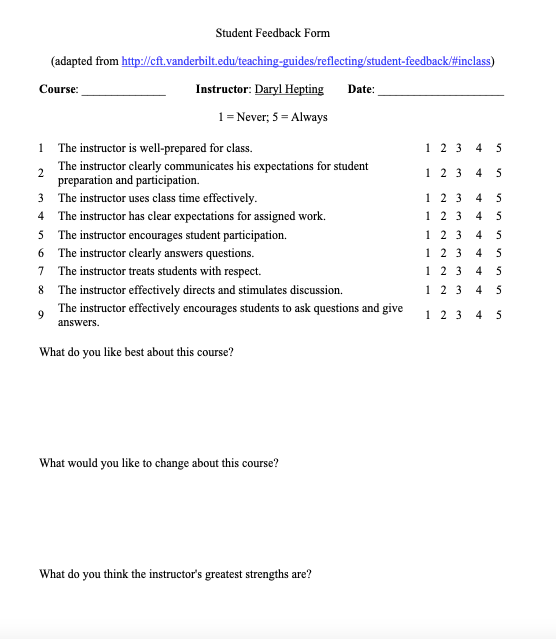 Student Feedback Form
(adapted from http://cft.vanderbilt.edu/teaching-guides/reflecting/student-feedback/#inclass)
Course: ______________ Instructor: Daryl Hepting Date: _____________________
1 = Never; 5 = Always
1 The instructor is well-prepared for class. 1 2 3 4 5
2 The instructor clearly communicates his expectations for student
preparation and participation. 1 2 3 4 5
3 The instructor uses class time effectively. 1 2 3 4 5
4 The instructor has clear expectations for assigned work. 1 2 3 4 5
5 The instructor encourages student participation. 1 2 3 4 5
6 The instructor clearly answers questions. 1 2 3 4 5
7 The instructor treats students with respect. 1 2 3 4 5
8 The instructor effectively directs and stimulates discussion. 1 2 3 4 5
9 The instructor effectively encourages students to ask questions and give
answers. 1 2 3 4 5
What do you like best about this course?
What would you like to change about this course?
What do you think the instructor's greatest strengths are?